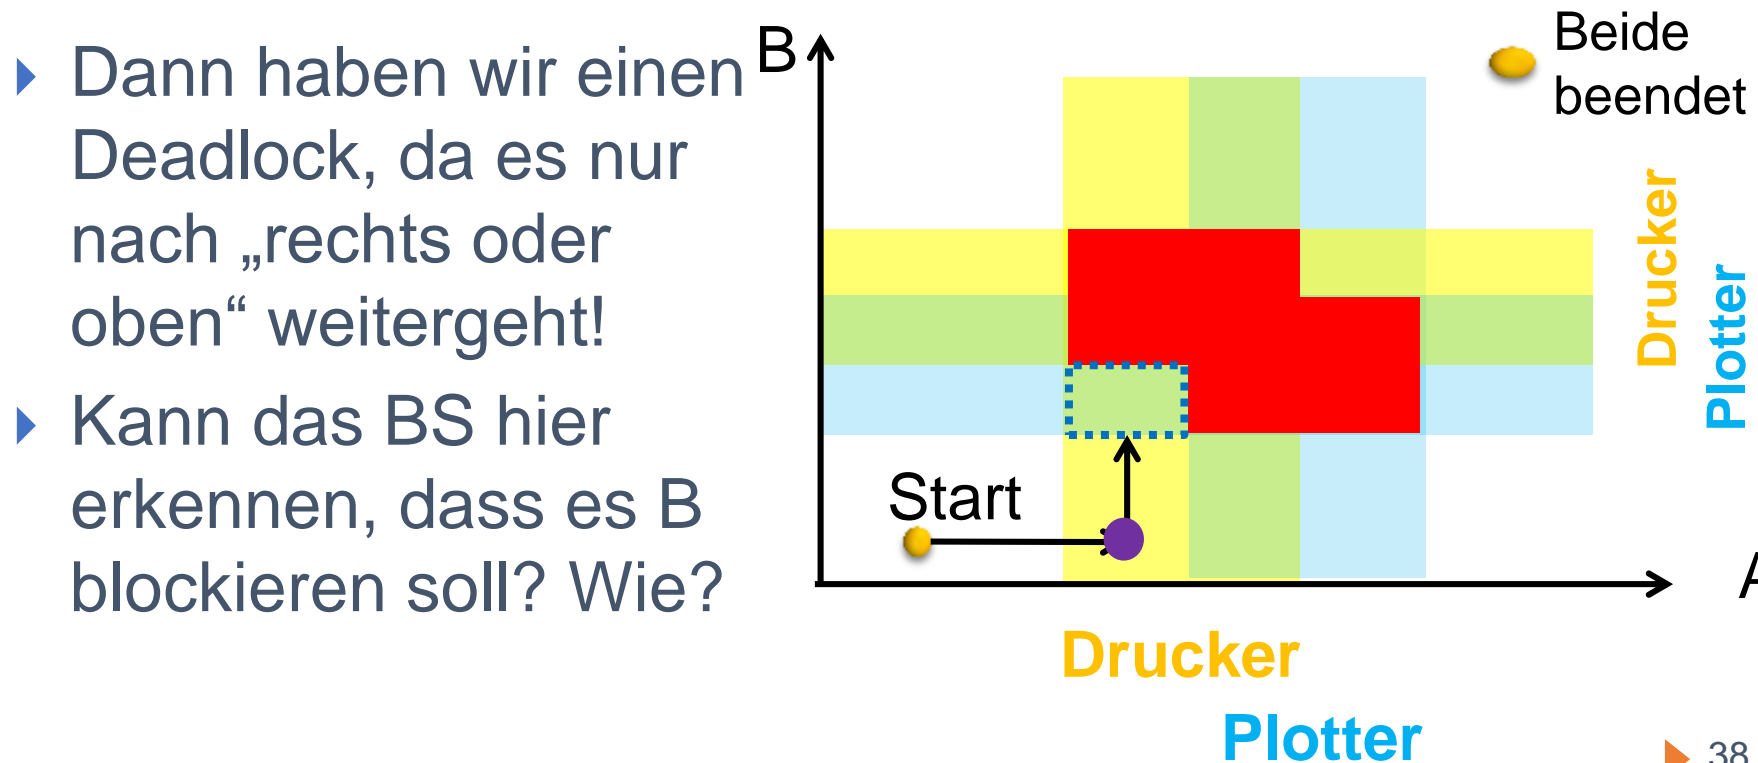 Dann haben wir einen
Deadlock, da es nur
nach „rechts oder
oben“ weitergeht!
Kann das BS hier
erkennen, dass es B
blockieren soll? Wie?
B
Beide
beendet
Drucker
Plotter
Start
A
Drucker
Plotter
38